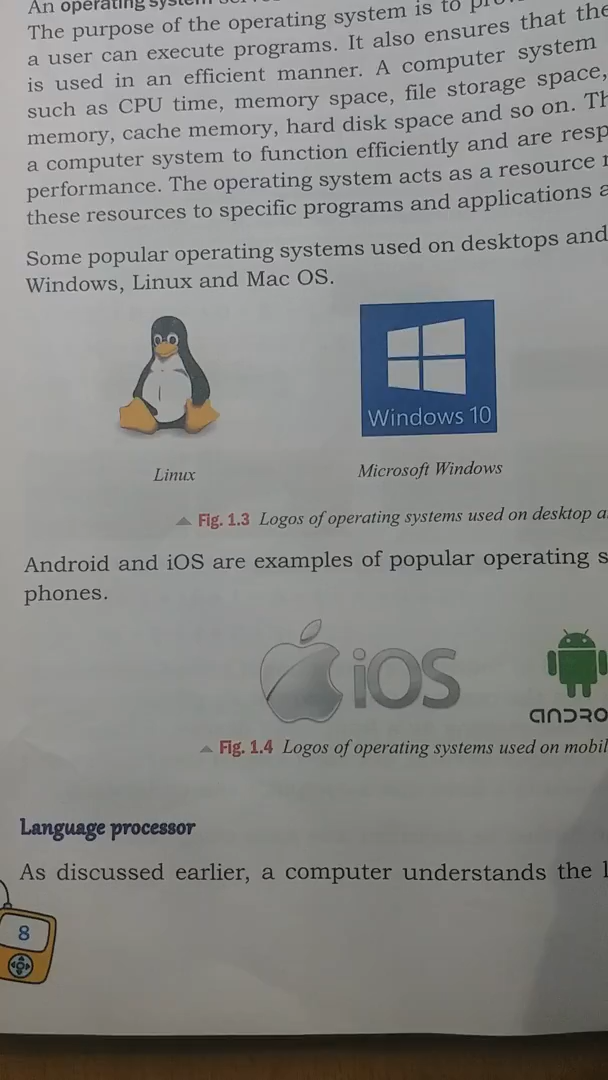 An operating system
The purpose of the operating system is to
a user can execute programs. It also ensures that the
is used in an efficient manner. A computer system
such as CPU time, memory space, file storage space,
memory, cache memory, hard disk space and so on.
a computer system to function efficiently and are
performance. The operating system acts as a resource
these resources to specific programs and applications
Some popular operating systems used on desktops and
Windows, Linux and Mac OS.
Windows 10
Linux
Microsoft Windows
Fig. 1.3 Logos of operating systems used on desktop
Android and iOS are examples of popular operating
phones.
iOS
ANDRO
Fig. 1.4 Logos of operating systems used on mobil
Language processor
As discussed earlier, a computer understands the
8